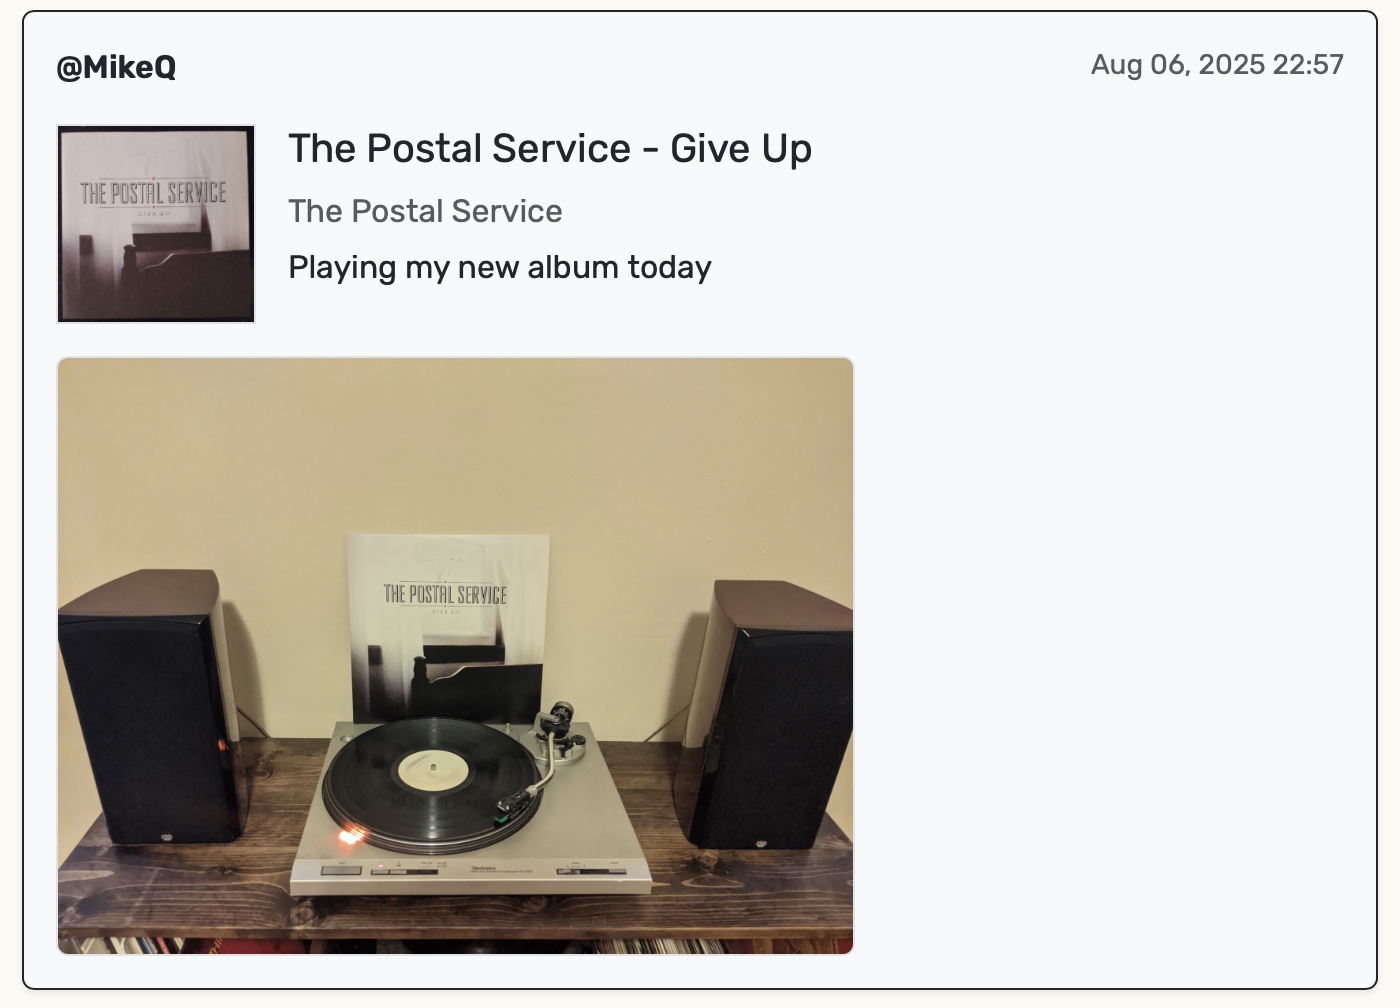 @MikeQ
Aug 06, 2025 22:57
THE POSTAL SERVICE
GIVE UP
The Postal Service - Give Up
The Postal Service
Playing my new album today
THE POSTAL SERVICE
GIVE UP
Technics